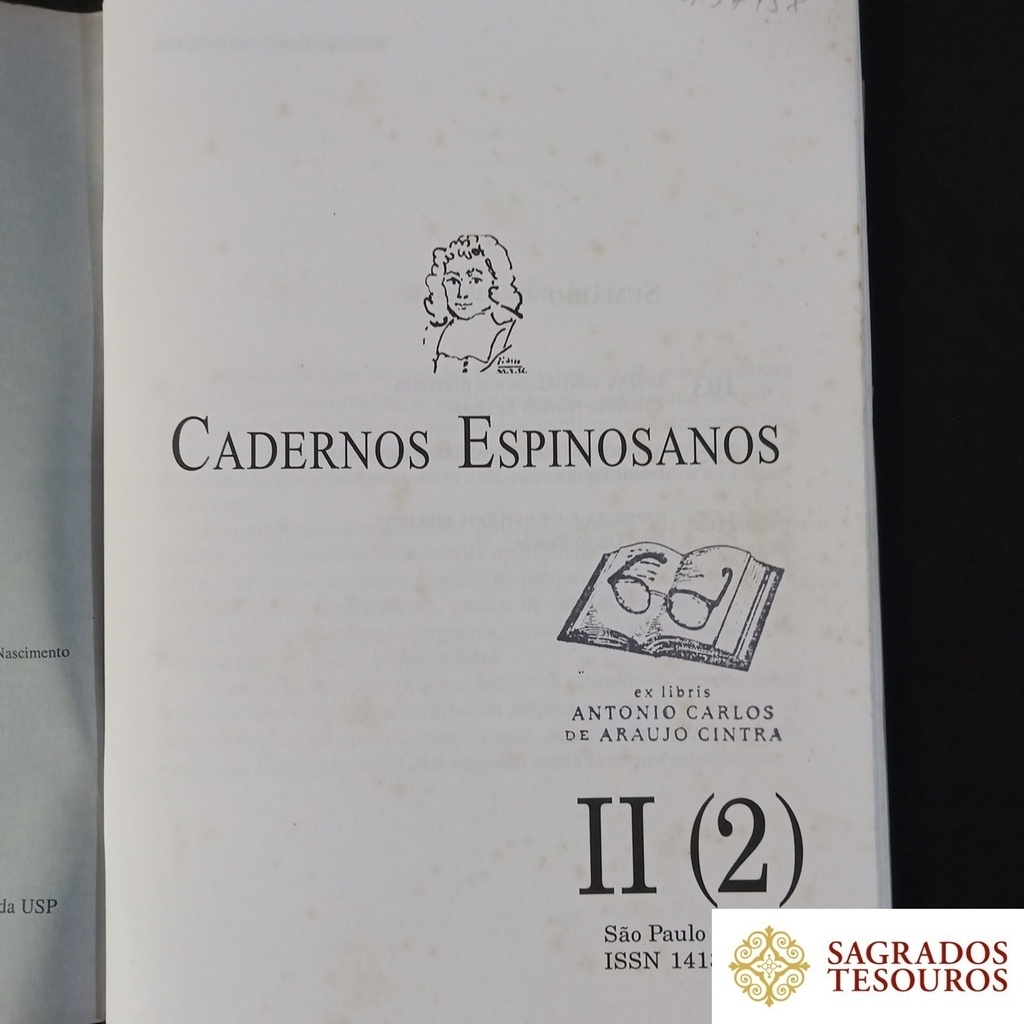 Nascimento
da USP
CADERNOS ESPINOSANOS
ex libris
ANTONIO CARLOS
DE ARAUJO CINTRA
II (2)
São Paulo
ISSN 141
SAGRADOS
TESOUROS